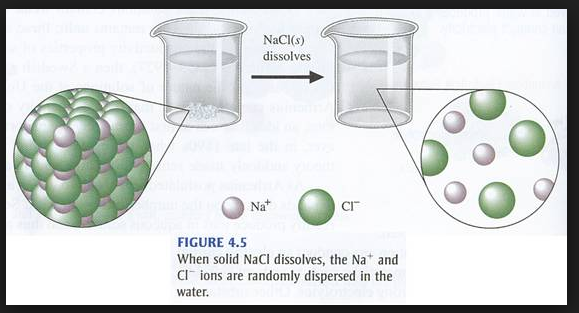 NaCl(s)
dissolves
Na⁺
Cl⁻
FIGURE 4.5
When solid NaCl dissolves, the Na⁺ and
Cl⁻ ions are randomly dispersed in the
water.